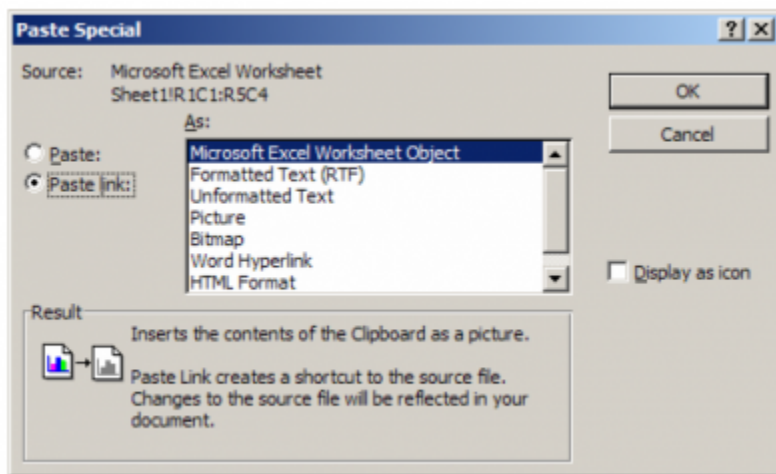 Paste Special
Source: Microsoft Excel Worksheet
Sheet1!R1C1:R5C4
As:
OK
Cancel
Paste:
Paste link:
Microsoft Excel Worksheet Object
Formatted Text (RTF)
Unformatted Text
Picture
Bitmap
Word Hyperlink
HTML Format
Display as icon
Result
Inserts the contents of the Clipboard as a picture.
Paste Link creates a shortcut to the source file.
Changes to the source file will be reflected in your
document.